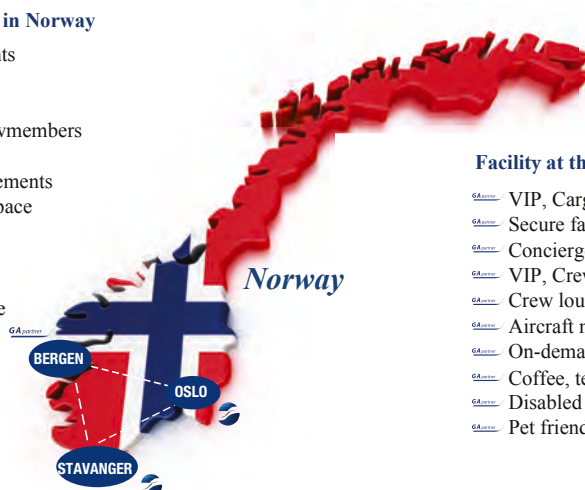 in Norway
ts
vmembers
ements
pace
e
GA partner
BERGEN
OSLO
STAVANGER
Norway
Facility at th
GA partner VIP, Carg
GA partner Secure fa
GA partner Concierg
GA partner VIP, Crew
GA partner Crew lou
GA partner Aircraft m
GA partner On-dema
GA partner Coffee, te
GA partner Disabled
GA partner Pet friend